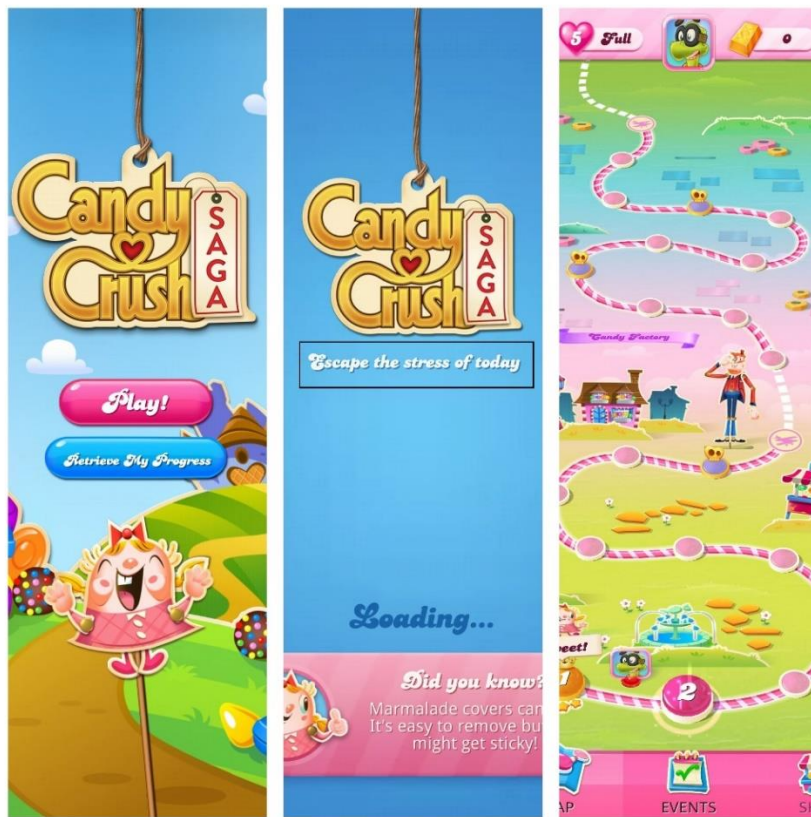 Candy
Crush
SAGA
Play!
Retrieve My Progress
Candy
Crush
SAGA
Escape the stress of today
Loading...
Did you know?
Marmalade covers can
It's easy to remove bu
might get sticky!
5 Full
0
Candy Factory
eet!
1
2
AP
EVENTS